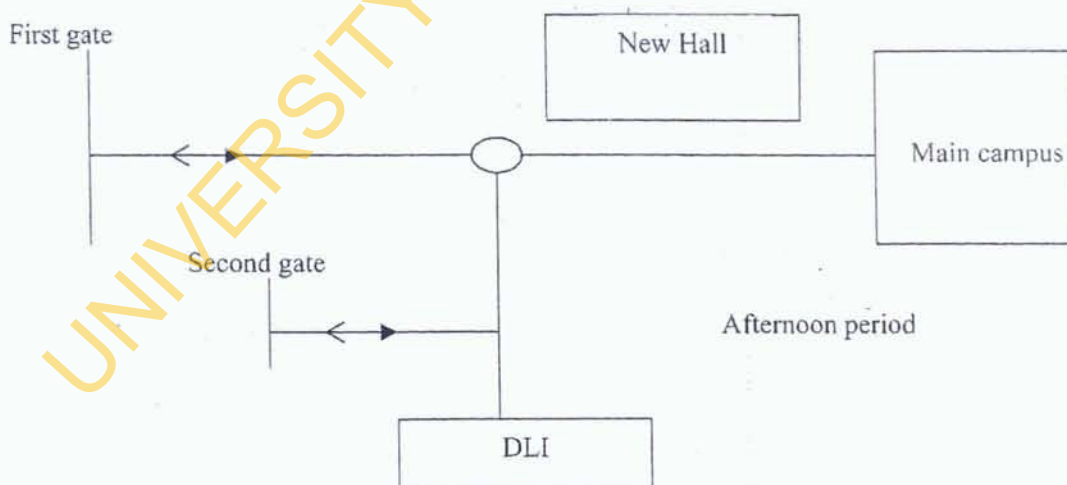 First gate
New Hall
Main campus
Second gate
Afternoon period
DLI
UNIVERSITY